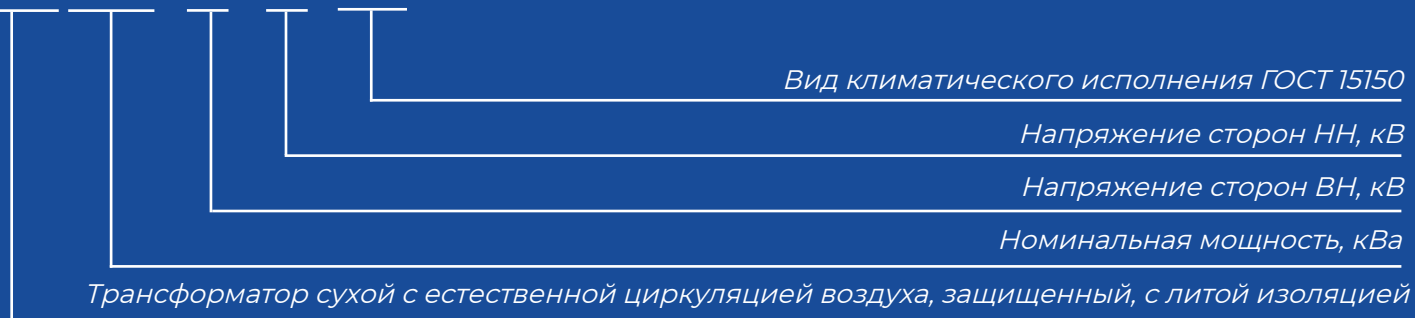 Вид климатического исполнения ГОСТ 15150
Напряжение сторон НН, кВ
Напряжение сторон ВН, кВ
Номинальная мощность, кВа
Трансформатор сухой с естественной циркуляцией воздуха, защищенный, с литой изоляцией